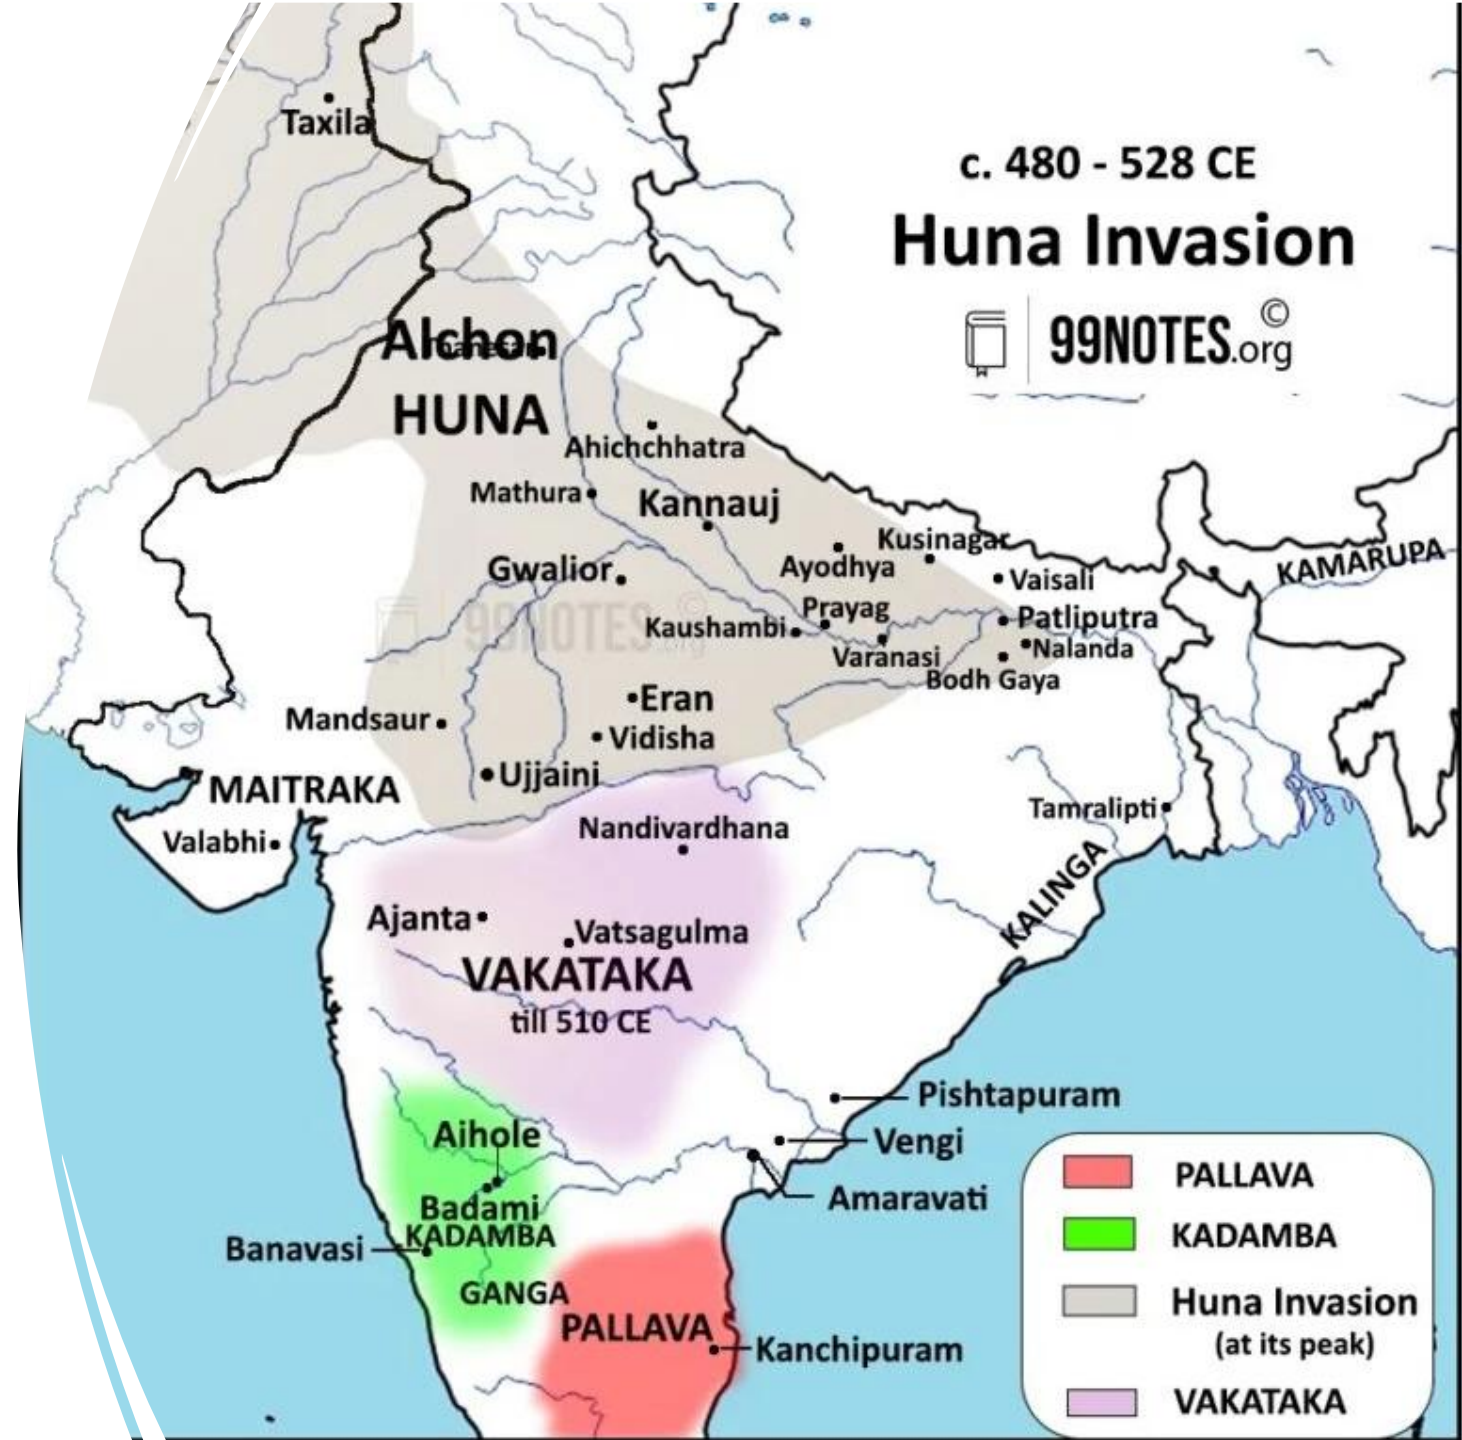 Taxila
c. 480 - 528 CE
Huna Invasion
©
99NOTES.org
Alchon
HUNA
Ahichchhatra
Mathura
Kannauj
Kusinagar
Gwalior
Ayodhya
Vaisali
KAMARUPA
99NOTES.org
©
Prayag
Patliputra
Kaushambi
Nalanda
Varanasi
Bodh Gaya
Eran
Mandsaur
Vidisha
Ujjaini
MAITRAKA
Tamralipti
Nandivardhana
Valabhi
KALINGA
Ajanta
Vatsagulma
VAKATAKA
till 510 CE
Pishtapuram
Aihole
Vengi
Amaravati
Badami
KADAMBA
Banavasi
GANGA
PALLAVA
Kanchipuram
PALLAVA
KADAMBA
Huna Invasion
(at its peak)
VAKATAKA